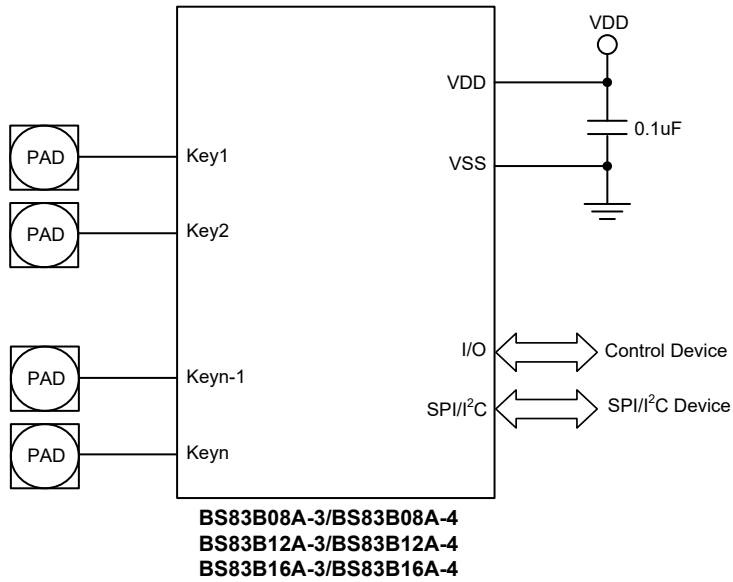 VDD
VDD
0.1uF
VSS
PAD
Key1
PAD
Key2
I/O
Control Device
PAD
Keyn-1
SPI/I²C
SPI/I²C Device
PAD
Keyn
BS83B08A-3/BS83B08A-4
BS83B12A-3/BS83B12A-4
BS83B16A-3/BS83B16A-4